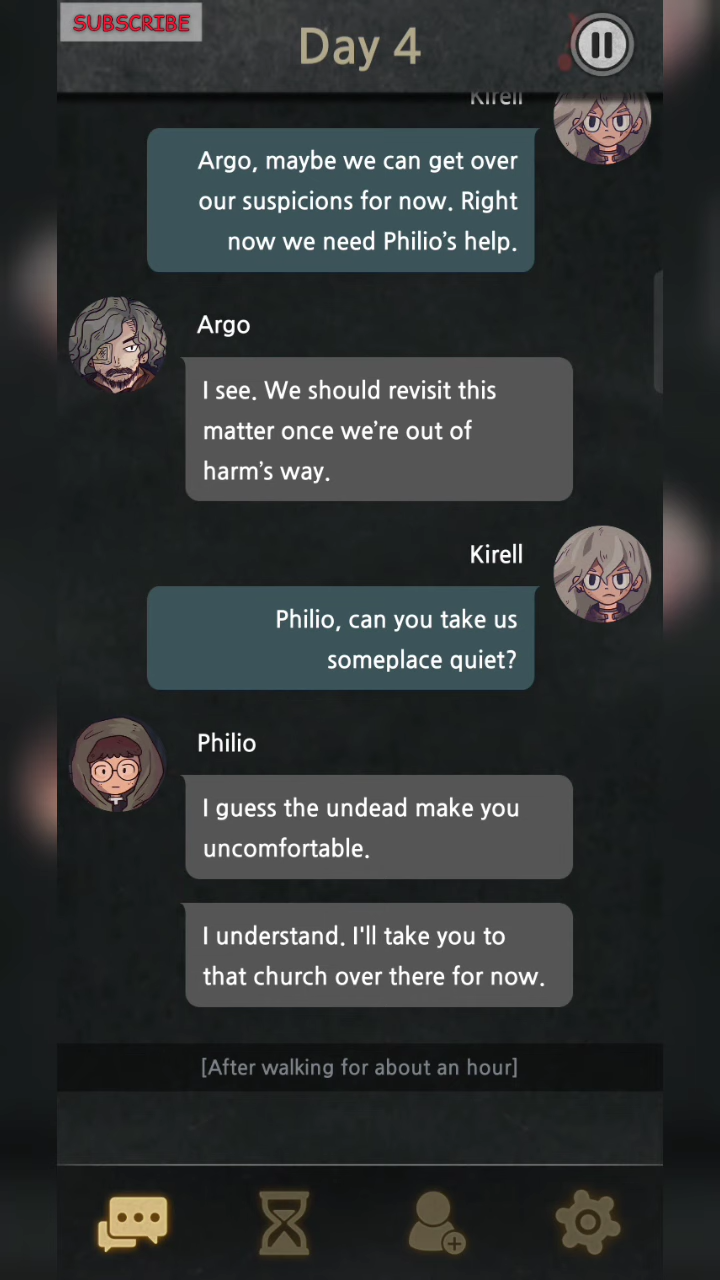 SUBSCRIBE
Day 4
Kirell
Argo, maybe we can get over
our suspicions for now. Right
now we need Philio’s help.
Argo
I see. We should revisit this
matter once we’re out of
harm’s way.
Kirell
Philio, can you take us
someplace quiet?
Philio
I guess the undead make you
uncomfortable.
I understand. I'll take you to
that church over there for now.
[After walking for about an hour]